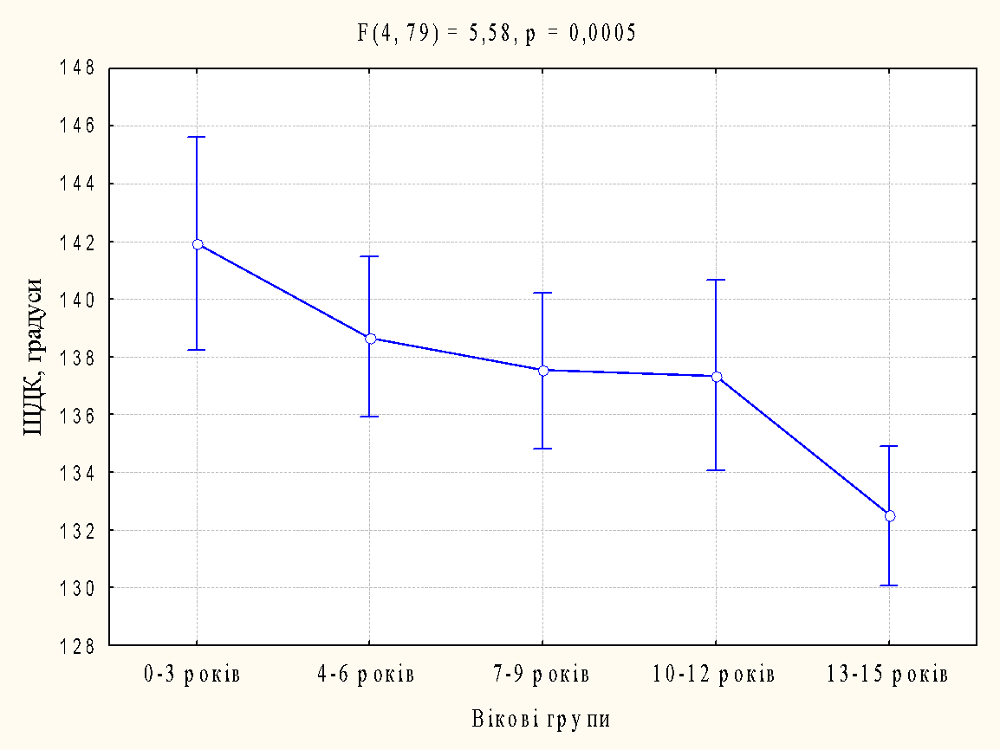 F(4, 79) = 5,58, p = 0,0005
148
146
144
142
140
138
136
134
132
130
128
ШДК, градуси
0-3 років
4-6 років
7-9 років
10-12 років
13-15 років
Вікові групи